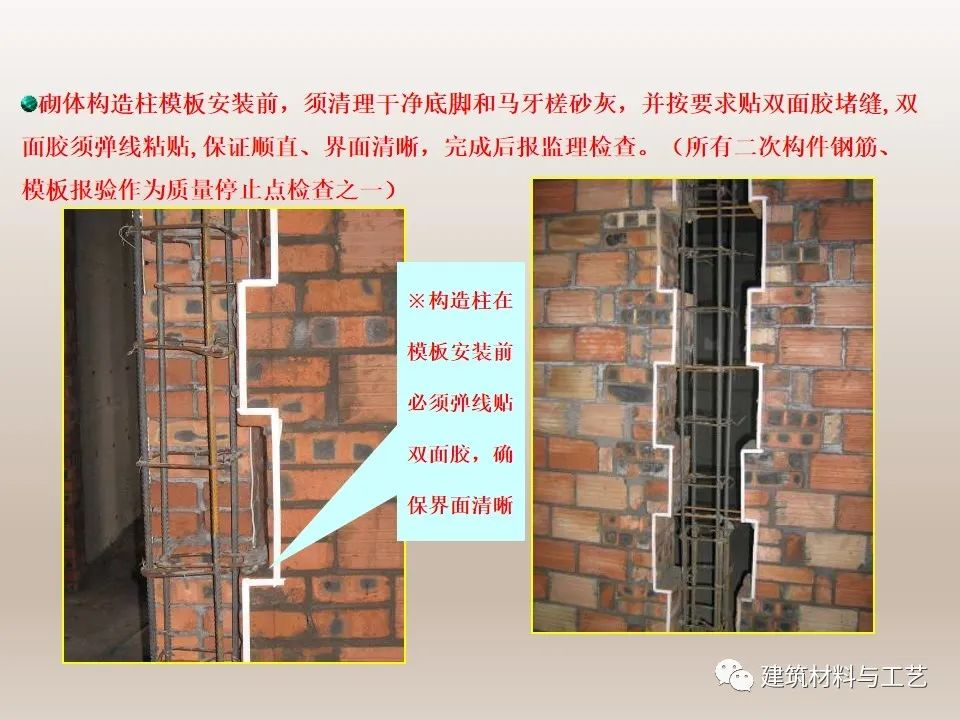 砌体构造柱模板安装前，须清理干净底脚和马牙槎砂灰，并按要求贴双面胶堵缝,双
面胶须弹线粘贴,保证顺直、界面清晰，完成后报监理检查。（所有二次构件钢筋、
模板报验作为质量停止点检查之一）
※构造柱在
模板安装前
必须弹线贴
双面胶，确
保界面清晰
建筑材料与工艺